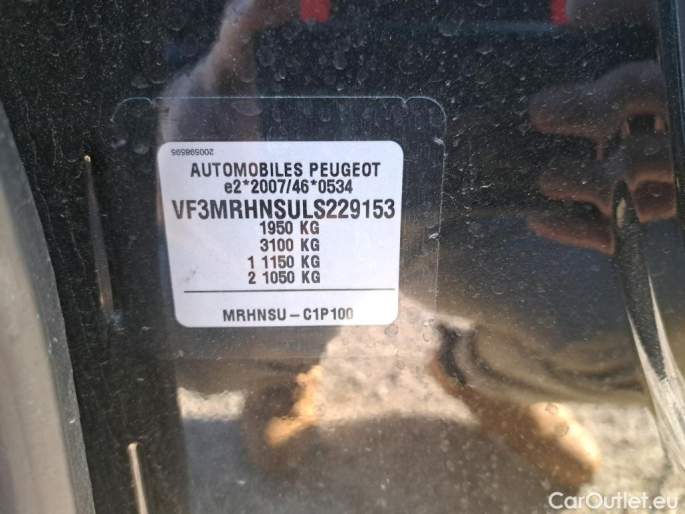 200598595
AUTOMOBILES PEUGEOT
e2*2007/46*0534
VF3MRHNSULS229153
1950 KG
3100 KG
1 1150 KG
2 1050 KG
MRHNSU-C1P100
CarOutlet.eu